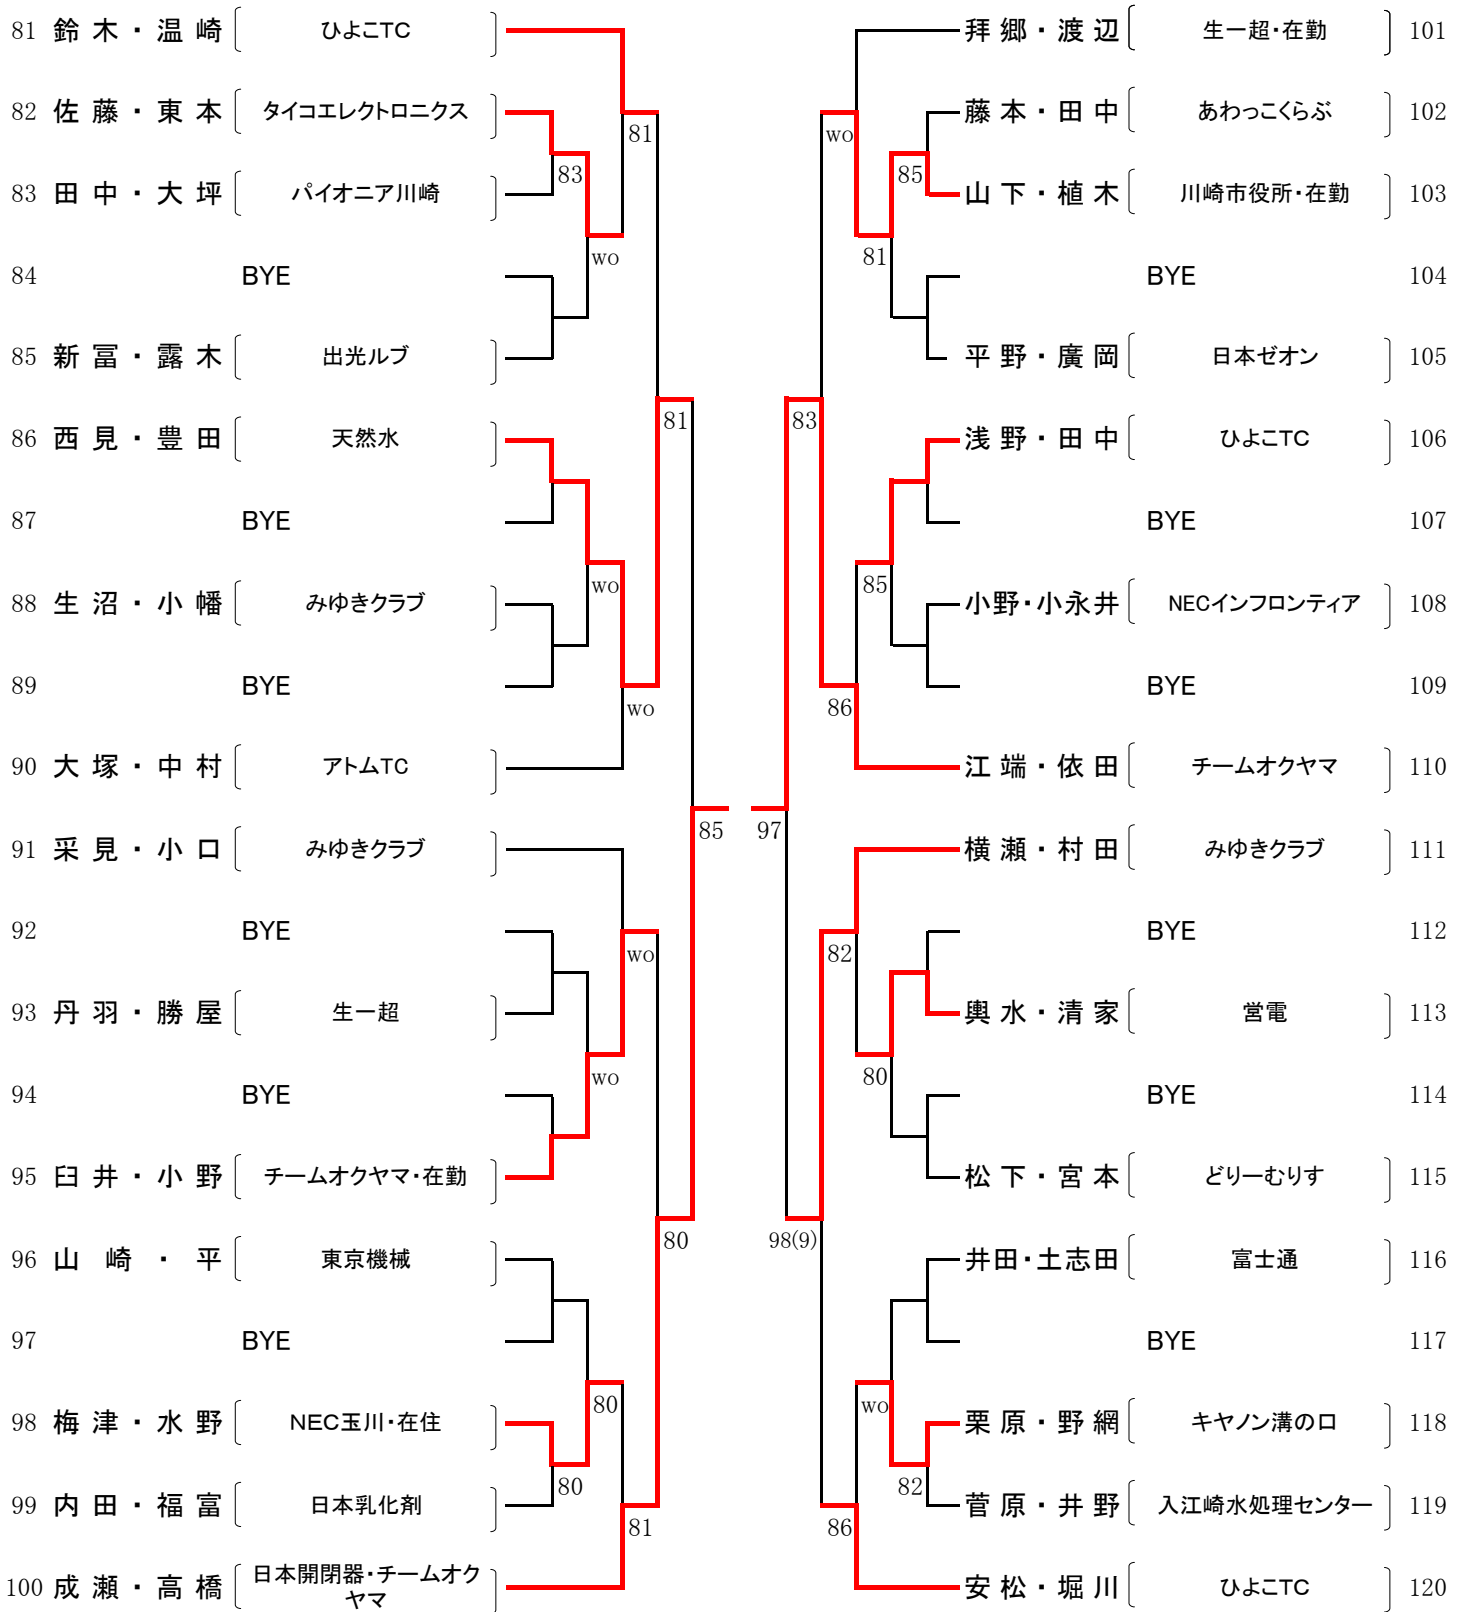 81 鈴木・温崎 ひよこTC
82 佐藤・東本 タイコエレクトロニクス
83 田中・大坪 パイオニア川崎
84 BYE
85 新冨・露木 出光ルブ
86 西見・豊田 天然水
87 BYE
88 生沼・小幡 みゆきクラブ
89 BYE
90 大塚・中村 アトムTC
91 采見・小口 みゆきクラブ
92 BYE
93 丹羽・勝屋 生一超
94 BYE
95 臼井・小野 チームオクヤマ・在勤
96 山崎・平 東京機械
97 BYE
98 梅津・水野 NEC玉川・在住
99 内田・福富 日本乳化剤
100 成瀬・高橋 日本開閉器・チームオク
ヤマ
83
wo
81
wo
wo
81
wo
wo
80
80
81
80
85
97
83
wo
81
85
85
86
98(9)
82
80
wo
82
86
拝郷・渡辺 生一超・在勤 101
藤本・田中 あわっこくらぶ 102
山下・植木 川崎市役所・在勤 103
BYE 104
平野・廣岡 日本ゼオン 105
浅野・田中 ひよこTC 106
BYE 107
小野・小永井 NECインフロンティア 108
BYE 109
江端・依田 チームオクヤマ 110
横瀬・村田 みゆきクラブ 111
BYE 112
輿水・清家 営電 113
BYE 114
松下・宮本 どりーむりす 115
井田・土志田 富士通 116
BYE 117
栗原・野網 キヤノン溝のロ 118
菅原・井野 入江崎水処理センター 119
安松・堀川 ひよこTC 120